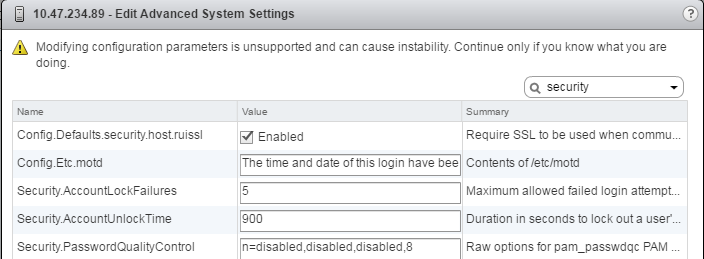 10.47.234.89 - Edit Advanced System Settings
?
Modifying configuration parameters is unsupported and can cause instability. Continue only if you know what you are
doing.
security
Name Value Summary
Config.Defaults.security.host.ruissl Enabled Require SSL to be used when commu...
Config.Etc.motd The time and date of this login have bee Contents of /etc/motd
Security.AccountLockFailures 5 Maximum allowed failed login attempt...
Security.AccountUnlockTime 900 Duration in seconds to lock out a user'...
Security.PasswordQualityControl n=disabled,disabled,disabled,8 Raw options for pam_passwdqc PAM ...